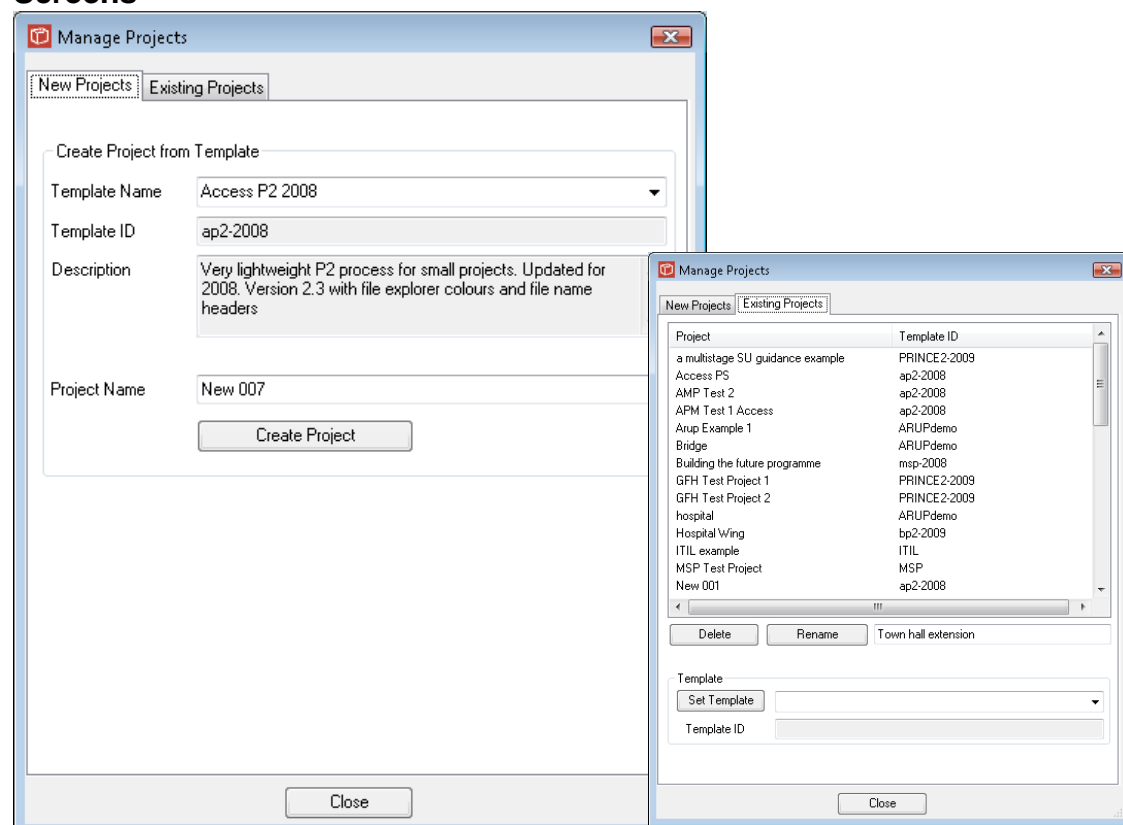 Screens
Manage Projects
New Projects
Existing Projects
Create Project from Template
Template Name
Access P2 2008
Template ID
ap2-2008
Description
Very lightweight P2 process for small projects. Updated for
2008. Version 2.3 with file explorer colours and file name
headers
Project Name
New 007
Create Project
Close
Manage Projects
New Projects
Existing Projects
Project Template ID
a multistage SU guidance example PRINCE2-2009
Access PS ap2-2008
AMP Test 2 ap2-2008
APM Test 1 Access ap2-2008
Arup Example 1 ARUPdemo
Bridge ARUPdemo
Building the future programme msp-2008
GFH Test Project 1 PRINCE2-2009
GFH Test Project 2 PRINCE2-2009
hospital ARUPdemo
Hospital Wing bp2-2009
ITIL example ITIL
MSP Test Project MSP
New 001 ap2-2008
Delete
Rename
Town hall extension
Template
Set Template
Template ID
Close